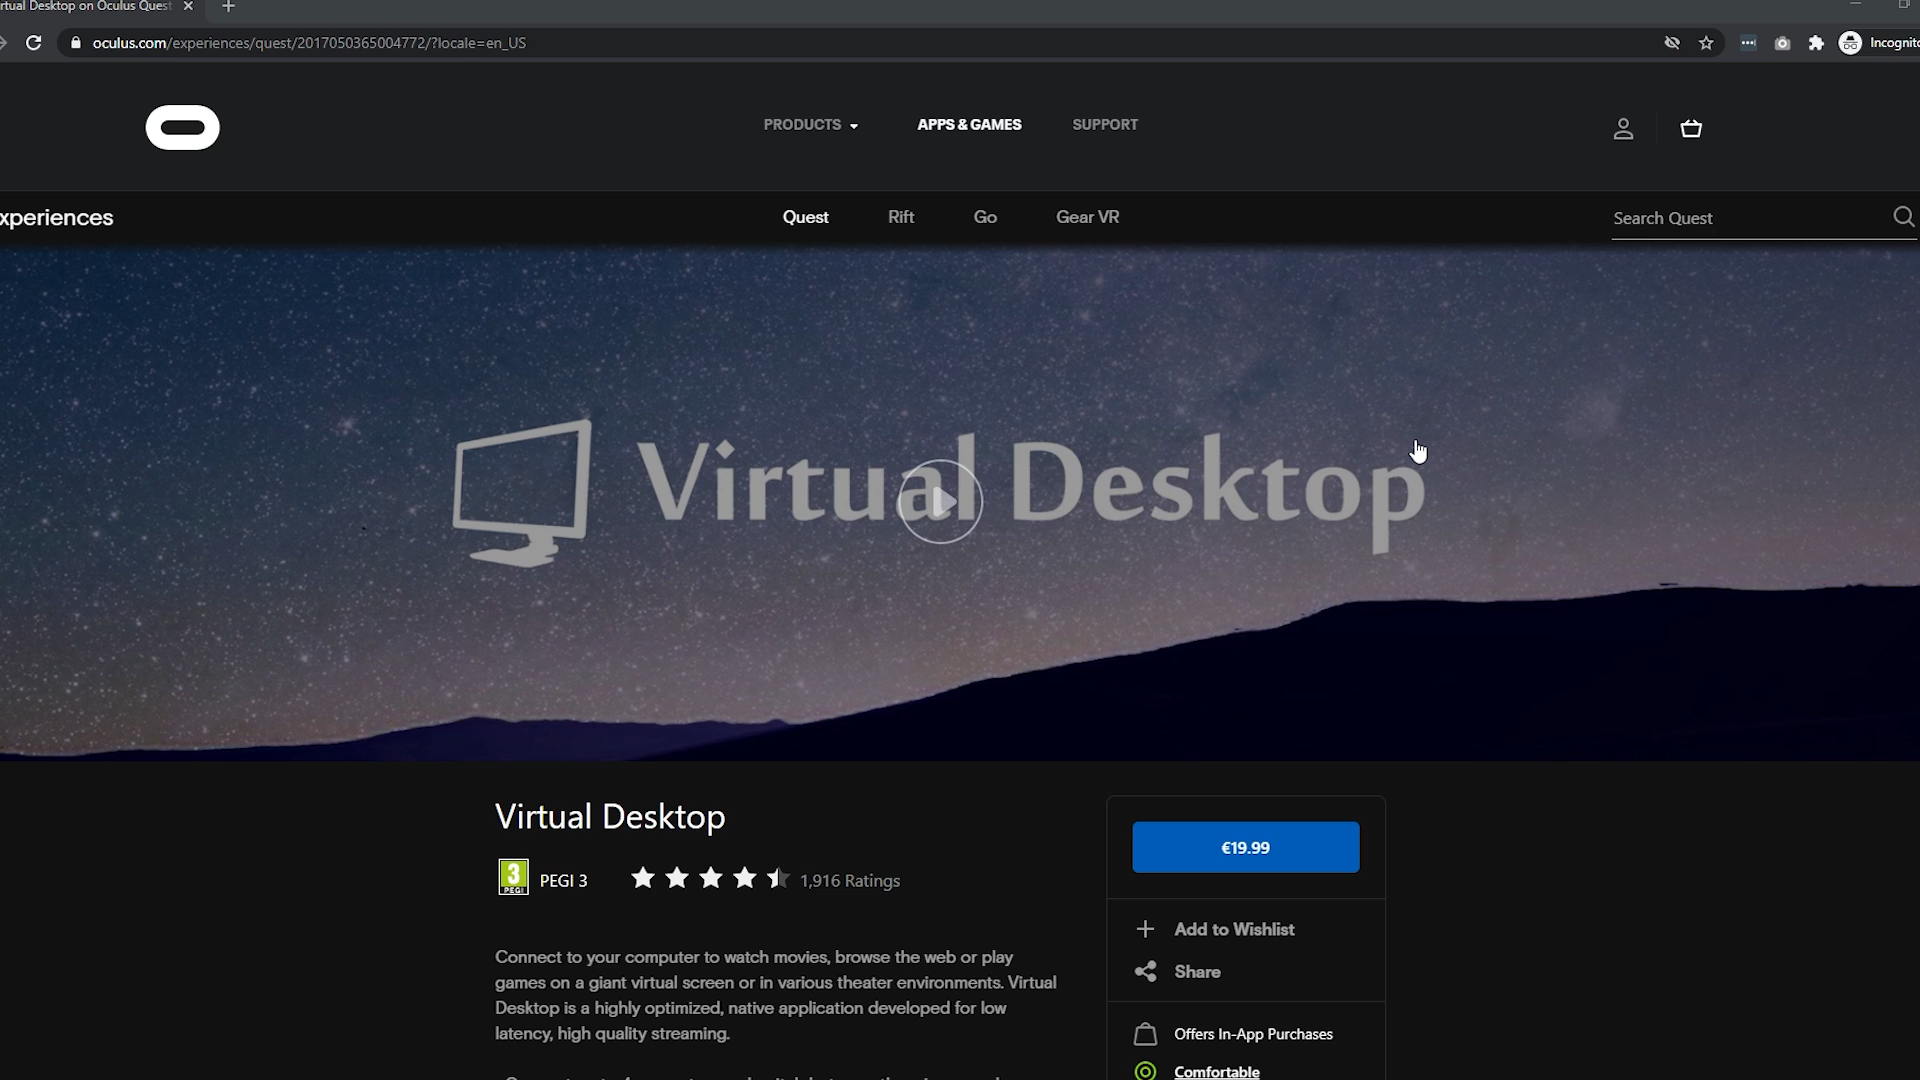 rtual Desktop on Oculus Quest
oculus.com/experiences/quest/2017050365004772/?locale=en_US
Incognito
PRODUCTS
APPS & GAMES
SUPPORT
xperiences
Quest
Rift
Go
Gear VR
Search Quest
Virtual Desktop
Virtual Desktop
3
PEGI
PEGI 3
1,916 Ratings
€19.99
Add to Wishlist
Share
Connect to your computer to watch movies, browse the web or play
games on a giant virtual screen or in various theater environments. Virtual
Desktop is a highly optimized, native application developed for low
latency, high quality streaming.
Offers In-App Purchases
Comfortable